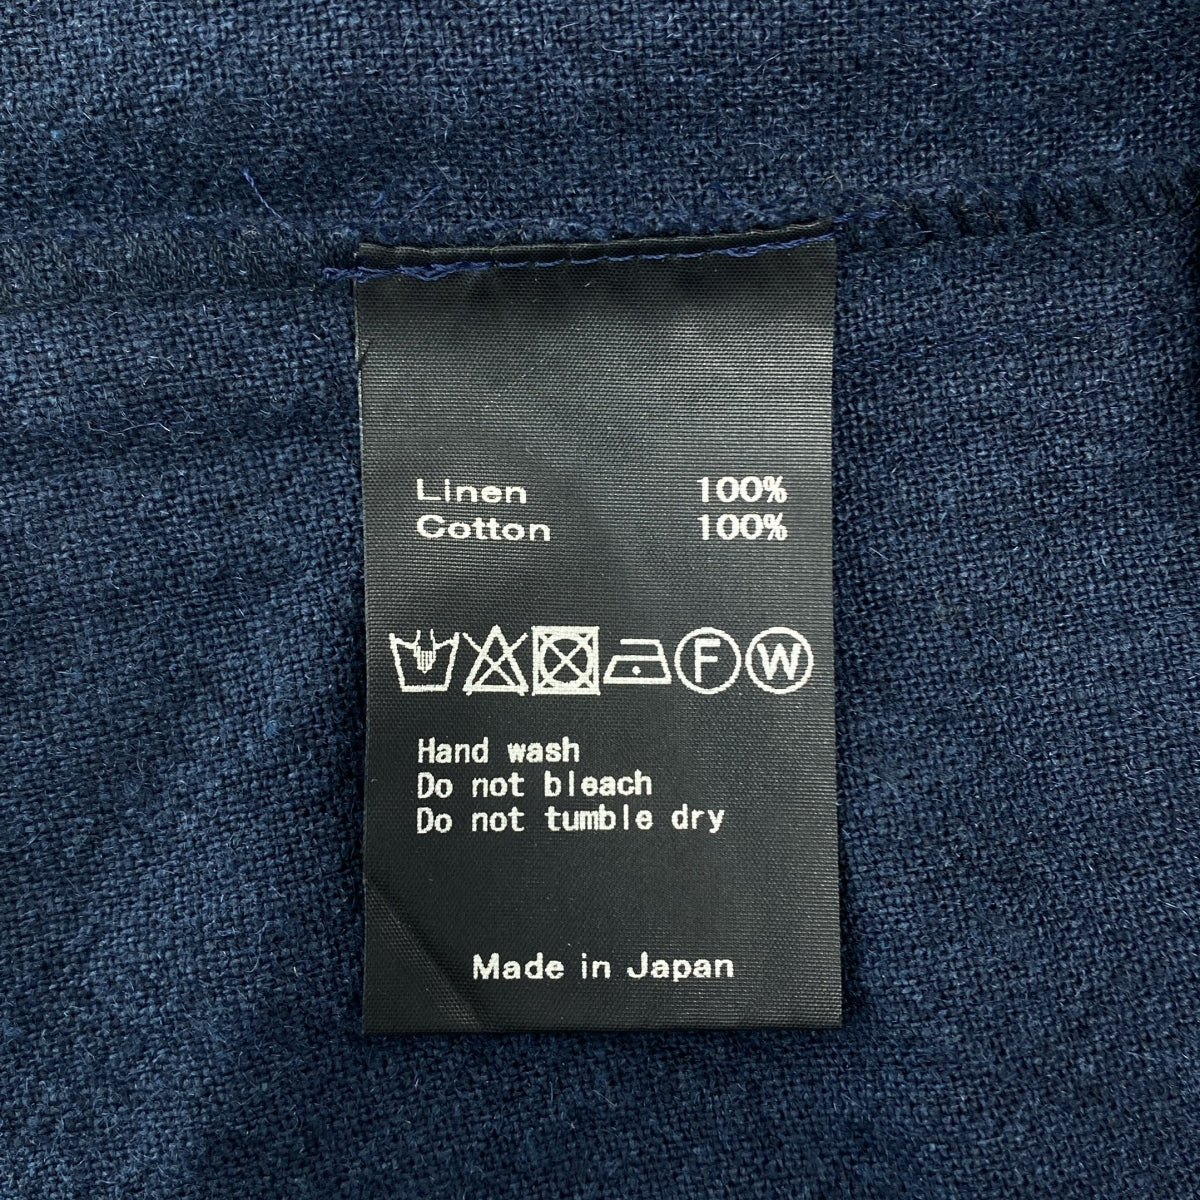 Linen 100%
Cotton 100%
F W
Hand wash
Do not bleach
Do not tumble dry
Made in Japan